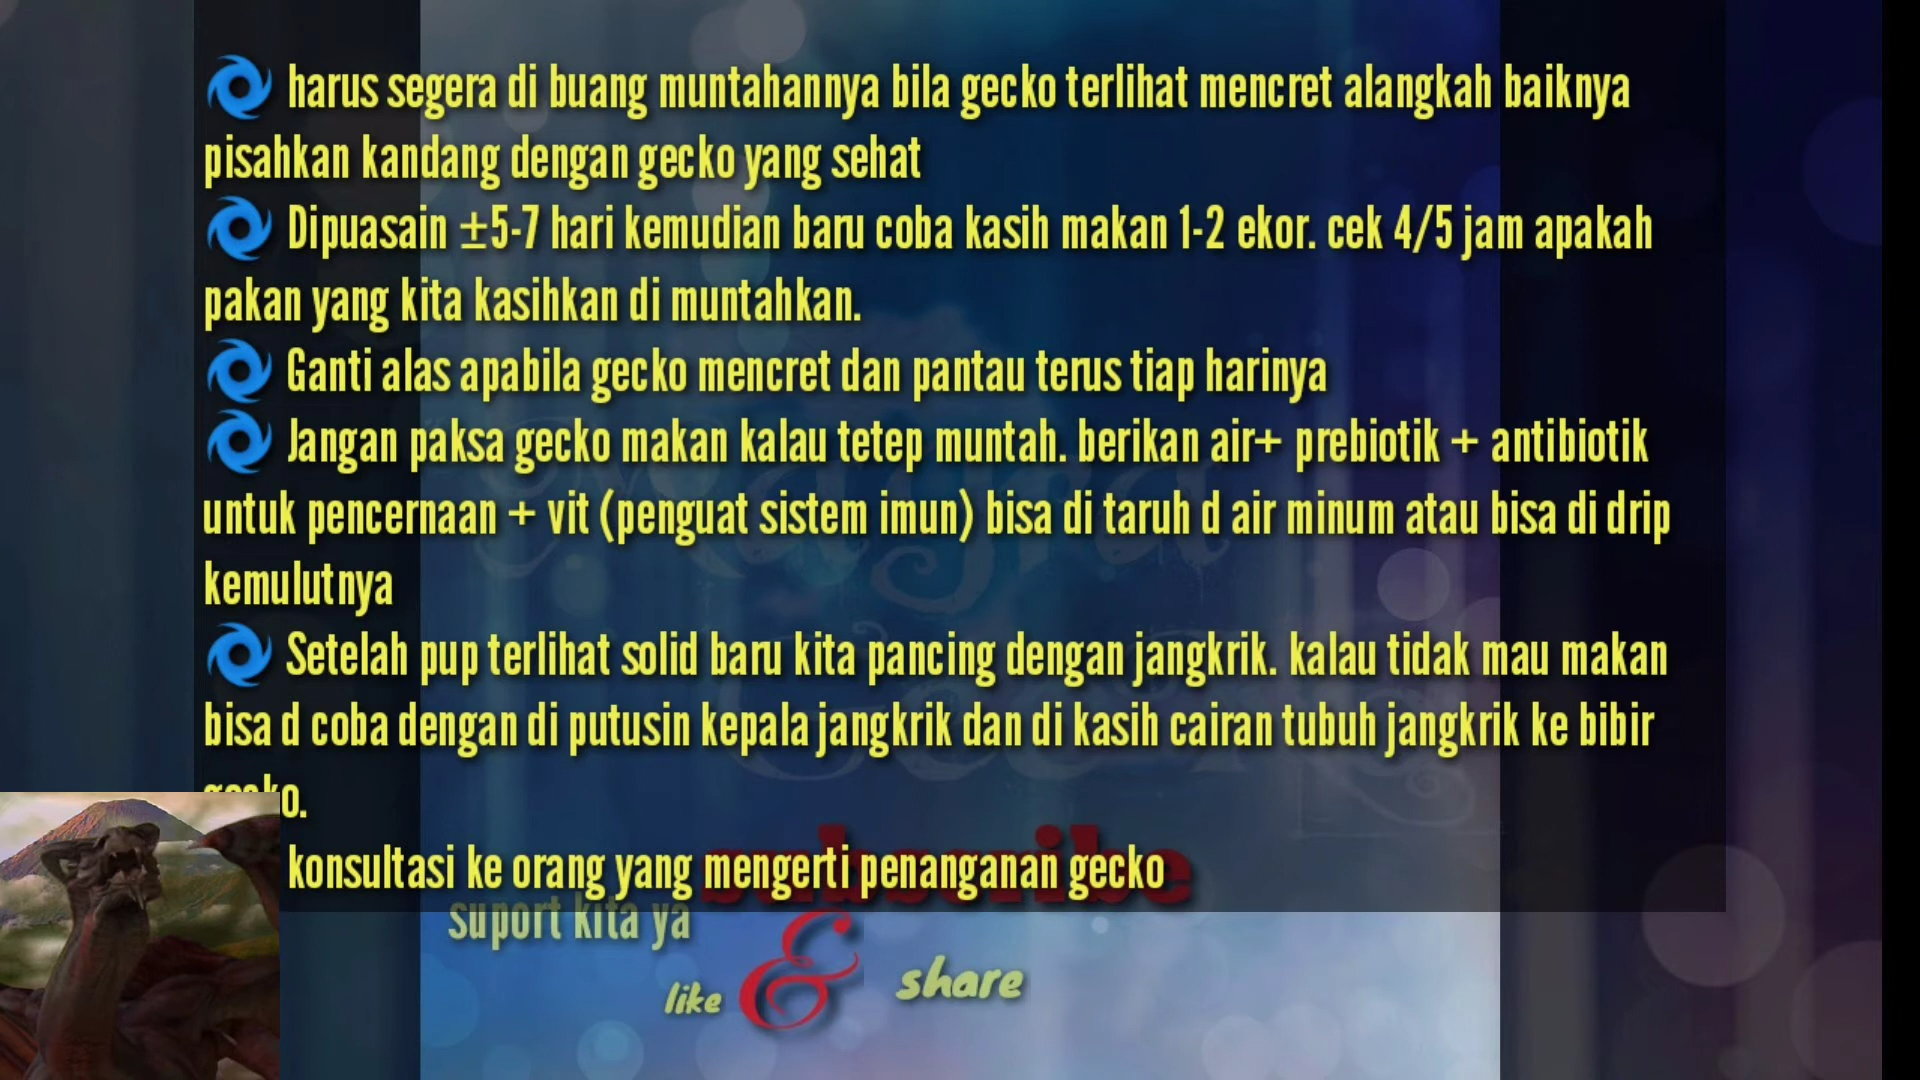 harus segera di buang muntahannya bila gecko terlihat mencret alangkah baiknya
pisahkan kandang dengan gecko yang sehat
Dipuasain ±5-7 hari kemudian baru coba kasih makan 1-2 ekor. cek 4/5 jam apakah
pakan yang kita kasihkan di muntahkan.
Ganti alas apabila gecko mencret dan pantau terus tiap harinya
Jangan paksa gecko makan kalau tetep muntah. berikan air+ prebiotik + antibiotik
untuk pencernaan + vit (penguat sistem imun) bisa di taruh d air minum atau bisa di drip
kemulutnya
Setelah pup terlihat solid baru kita pancing dengan jangkrik. kalau tidak mau makan
bisa d coba dengan di putusin kepala jangkrik dan di kasih cairan tubuh jangkrik ke bibir
gecko.
konsultasi ke orang yang mengerti penanganan gecko
subscribe
suport kita ya
like & share